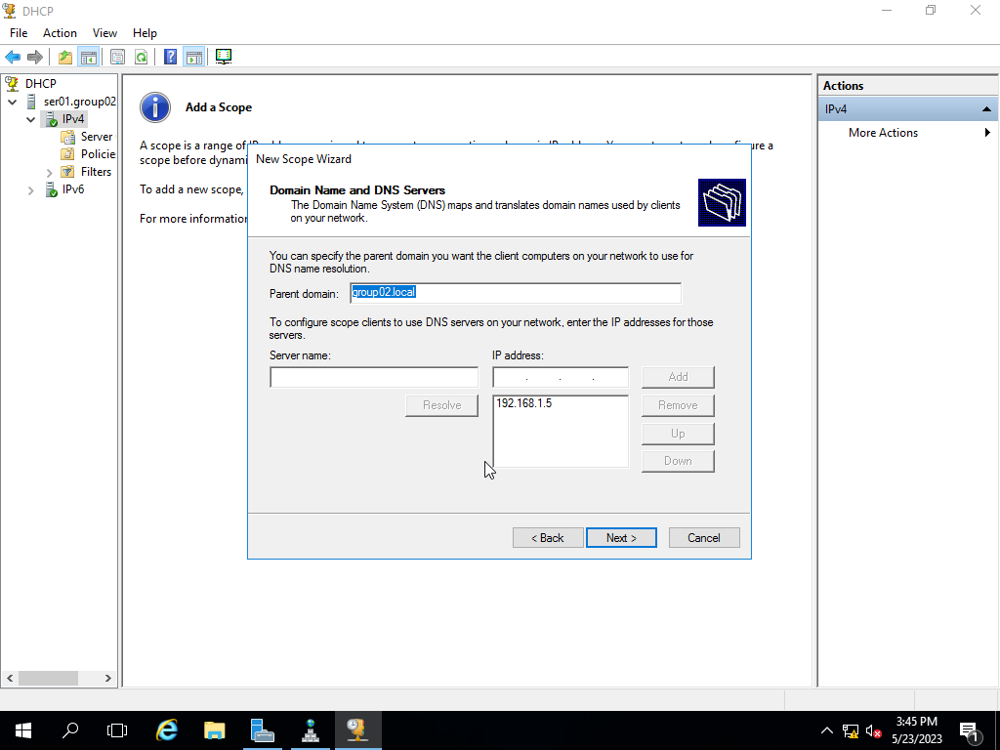 DHCP
File Action View Help
DHCP
ser01.group02
IPv4
Server
Policie
Filters
IPv6
Add a Scope
A scope is a range of
scope before dynami
To add a new scope,
For more information
New Scope Wizard
Domain Name and DNS Servers
The Domain Name System (DNS) maps and translates domain names used by clients
on your network.
You can specify the parent domain you want the client computers on your network to use for
DNS name resolution.
Parent domain: group02.local
To configure scope clients to use DNS servers on your network, enter the IP addresses for those
servers.
Server name: IP address:
. . . Add
Resolve 192.168.1.5 Remove
Up
Down
< Back Next > Cancel
Actions
IPv4
More Actions
3:45 PM
5/23/2023
1